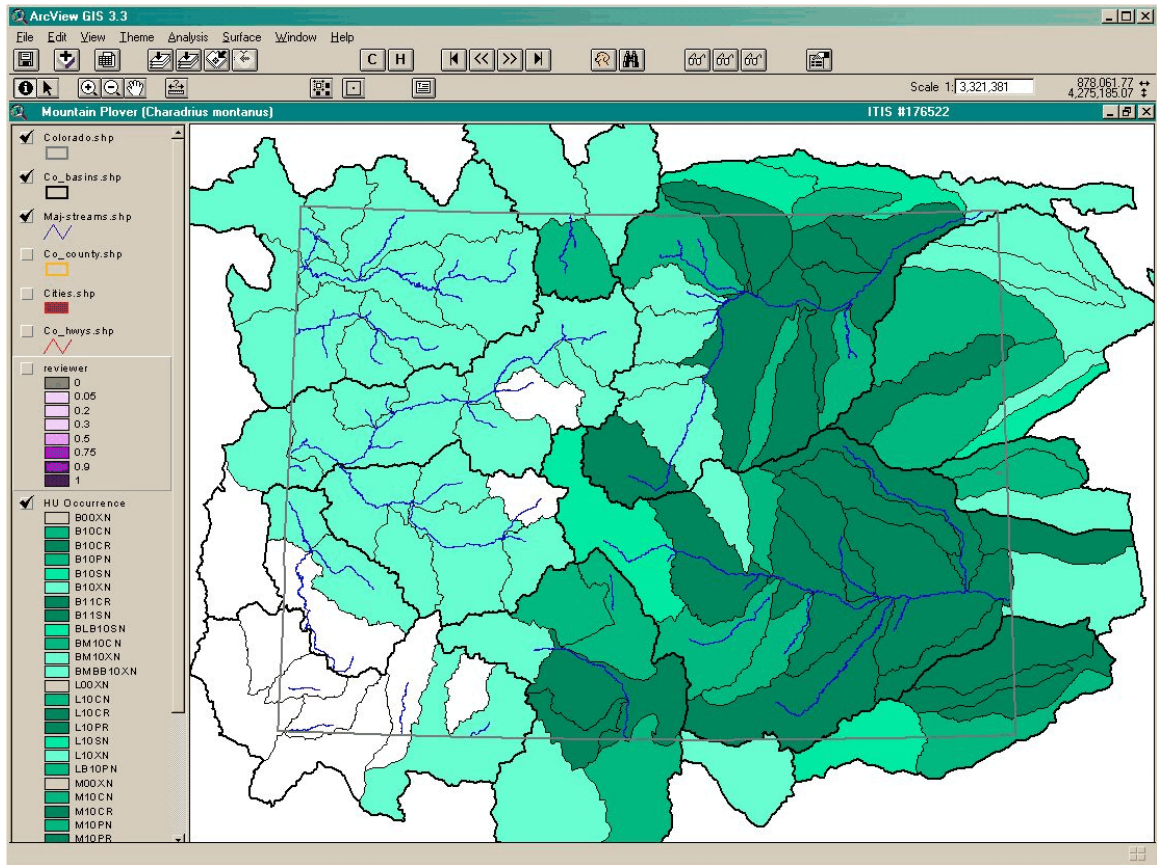 ArcView GIS 3.3
File Edit View Theme Analysis Surface Window Help
C H
Scale 1: 3,321,381
878,061.77
4,275,185.07
Mountain Plover (Charadrius montanus) ITIS #176522
Colorado.shp
Co_basins.shp
Maj-streams.shp
Co_county.shp
Cities.shp
Co_hwys.shp
reviewer
0
0.05
0.2
0.3
0.5
0.75
0.9
1
HU Occurrence
B00XN
B10CN
B10CR
B10PN
B10SN
B10XN
B11CR
B11SN
BLB10SN
BM10CN
BM10XN
BMBB10XN
L00XN
L10CN
L10CR
L10PR
L10SN
L10XN
LB10PN
M00XN
M10CN
M10CR
M10PN
M10PR